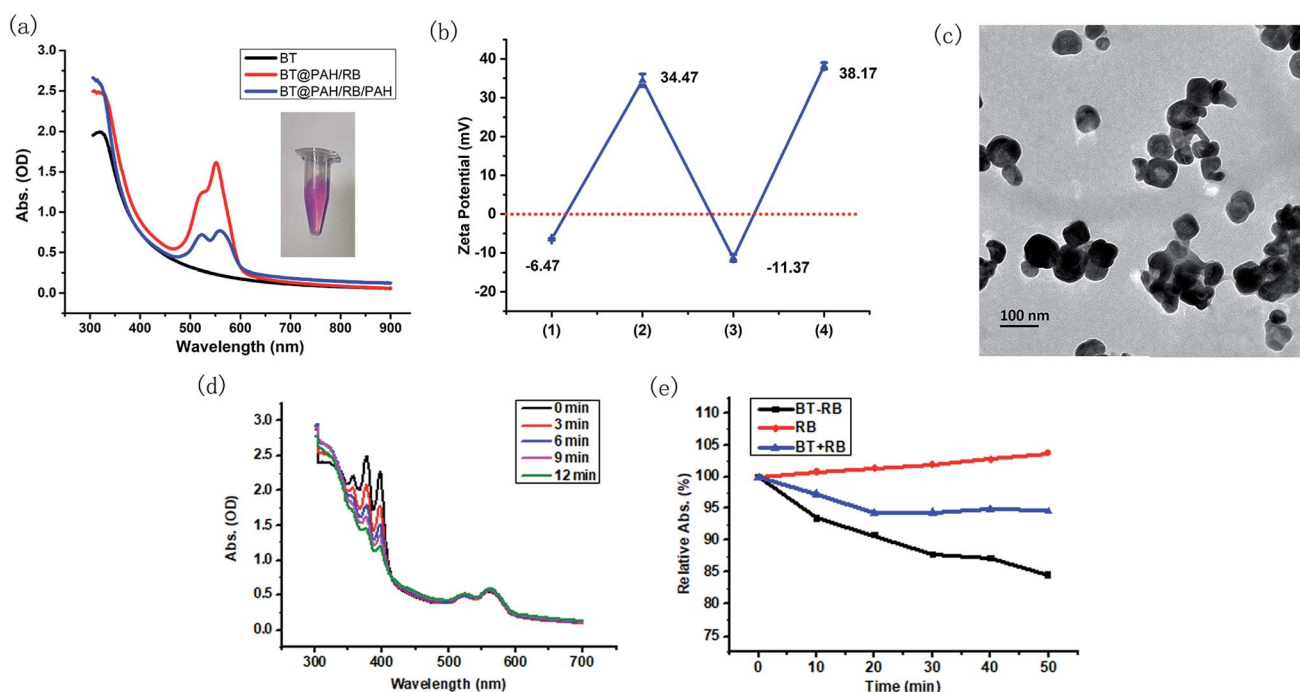 (a)
3.0
2.5
2.0
1.5
1.0
0.5
0.0
Abs. (OD)
BT
BT@PAH/RB
BT@PAH/RB/PAH
300 400 500 600 700 800 900
Wavelength (nm)
(b)
40
30
20
10
0
-10
-20
Zeta Potential (mV)
34.47
38.17
-6.47
-11.37
(1) (2) (3) (4)
(c)
100 nm
(d)
3.0
2.5
2.0
1.5
1.0
0.5
0.0
Abs. (OD)
0 min
3 min
6 min
9 min
12 min
300 400 500 600 700
Wavelength (nm)
(e)
110
105
100
95
90
85
80
75
Relative Abs. (%)
BT-RB
RB
BT+RB
0 10 20 30 40 50
Time (min)